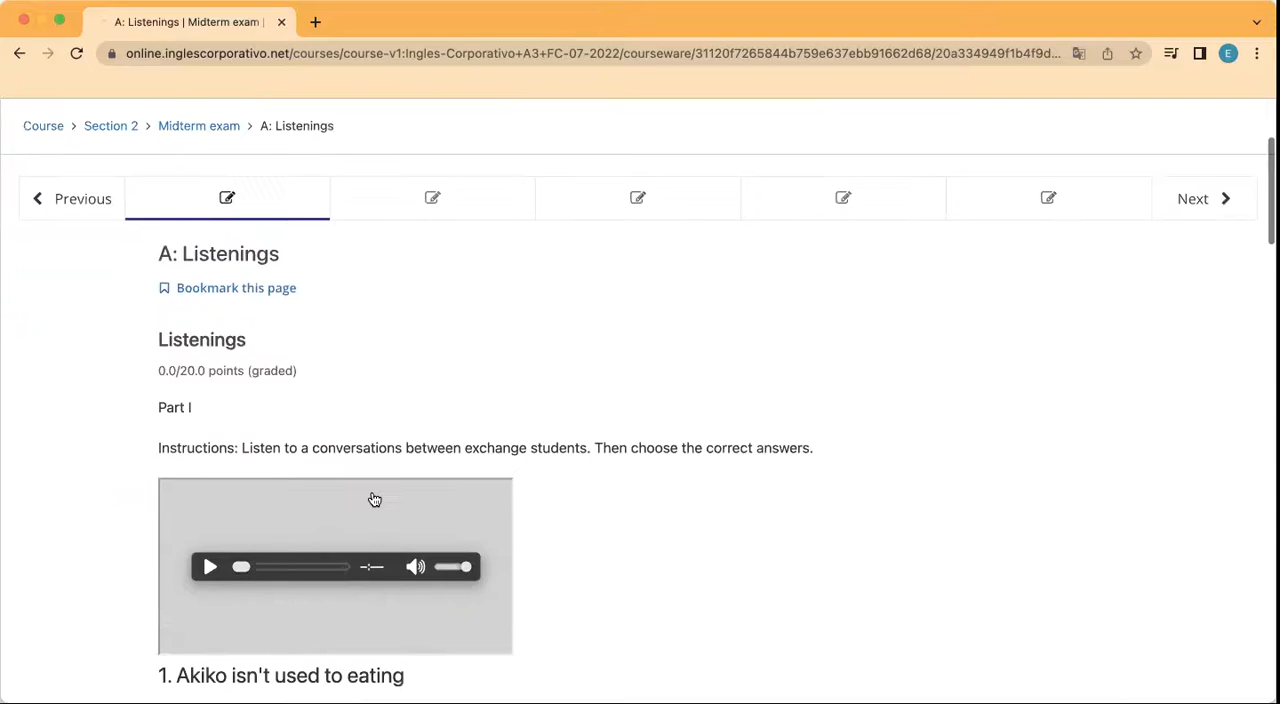 A: Listenings | Midterm exam |
online.inglescorporativo.net/courses/course-v1:Ingles-Corporativo+A3+FC-07-2022/courseware/31120f7265844b759e637ebb91662d68/20a334949f1b4f9d...
E
Course > Section 2 > Midterm exam > A: Listenings
Previous
Next
A: Listenings
Bookmark this page
Listenings
0.0/20.0 points (graded)
Part I
Instructions: Listen to a conversations between exchange students. Then choose the correct answers.
--:--
1. Akiko isn't used to eating